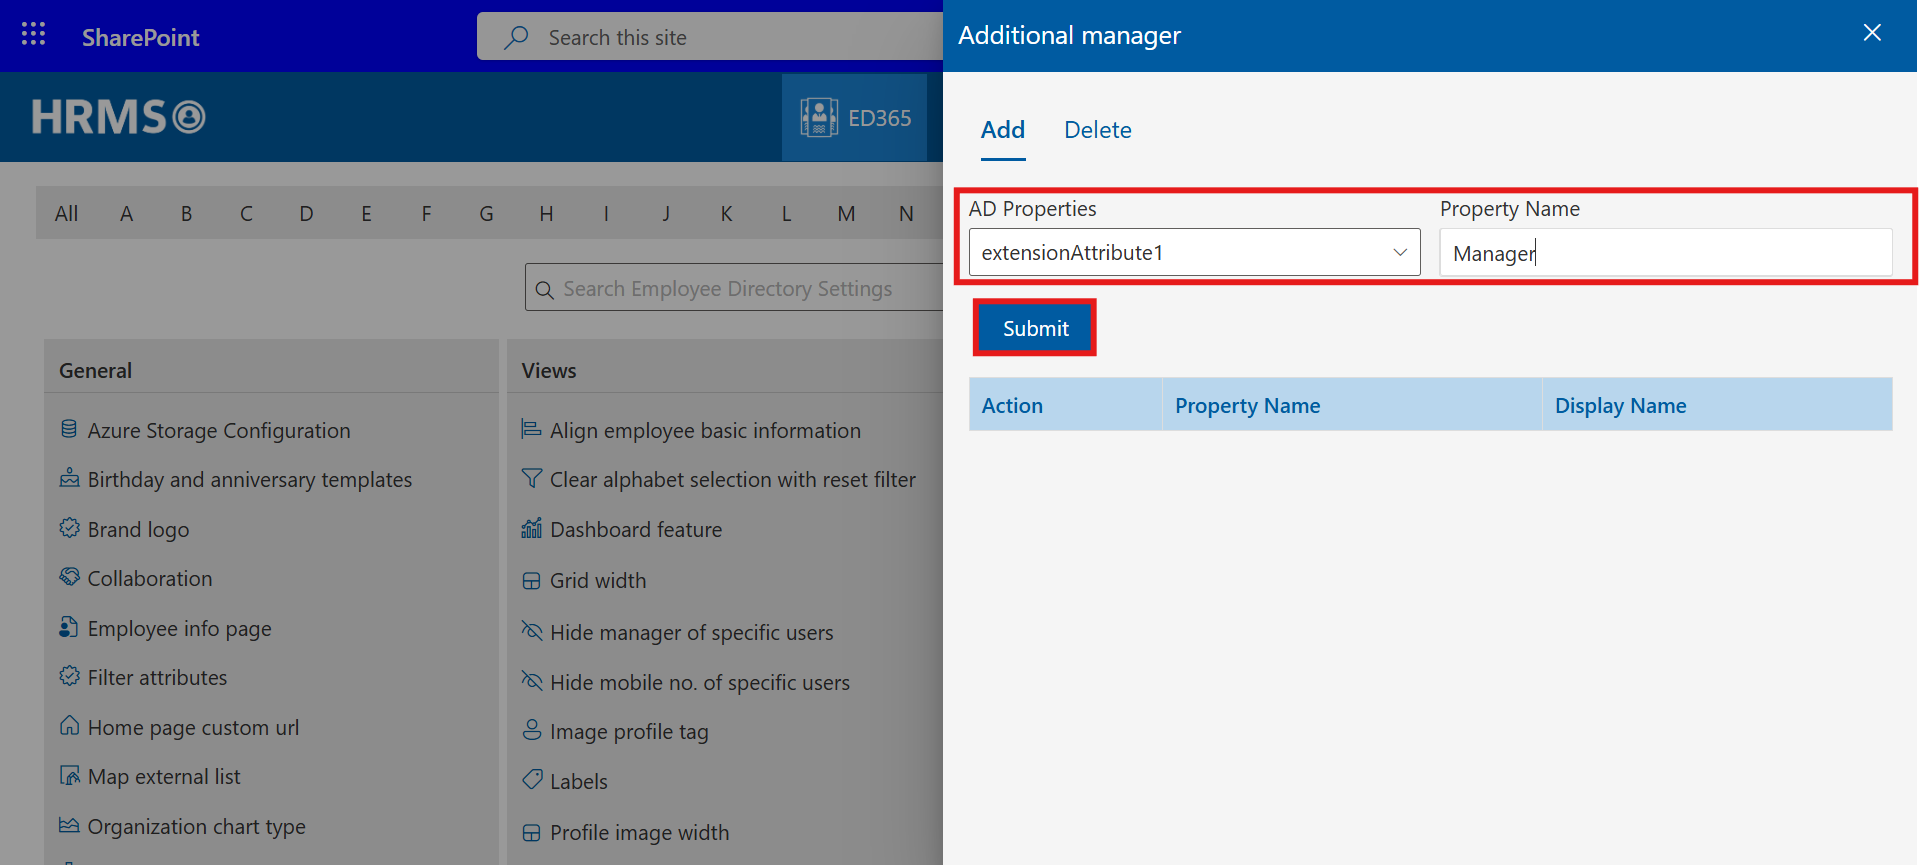 SharePoint
Search this site
Additional manager
HRMS
ED365
Add Delete
All A B C D E F G H I J K L M N
AD Properties Property Name
extensionAttribute1 Manager
Search Employee Directory Settings
Submit
General
Azure Storage Configuration
Birthday and anniversary templates
Brand logo
Collaboration
Employee info page
Filter attributes
Home page custom url
Map external list
Organization chart type
Views
Align employee basic information
Clear alphabet selection with reset filter
Dashboard feature
Grid width
Hide manager of specific users
Hide mobile no. of specific users
Image profile tag
Labels
Profile image width
Action Property Name Display Name